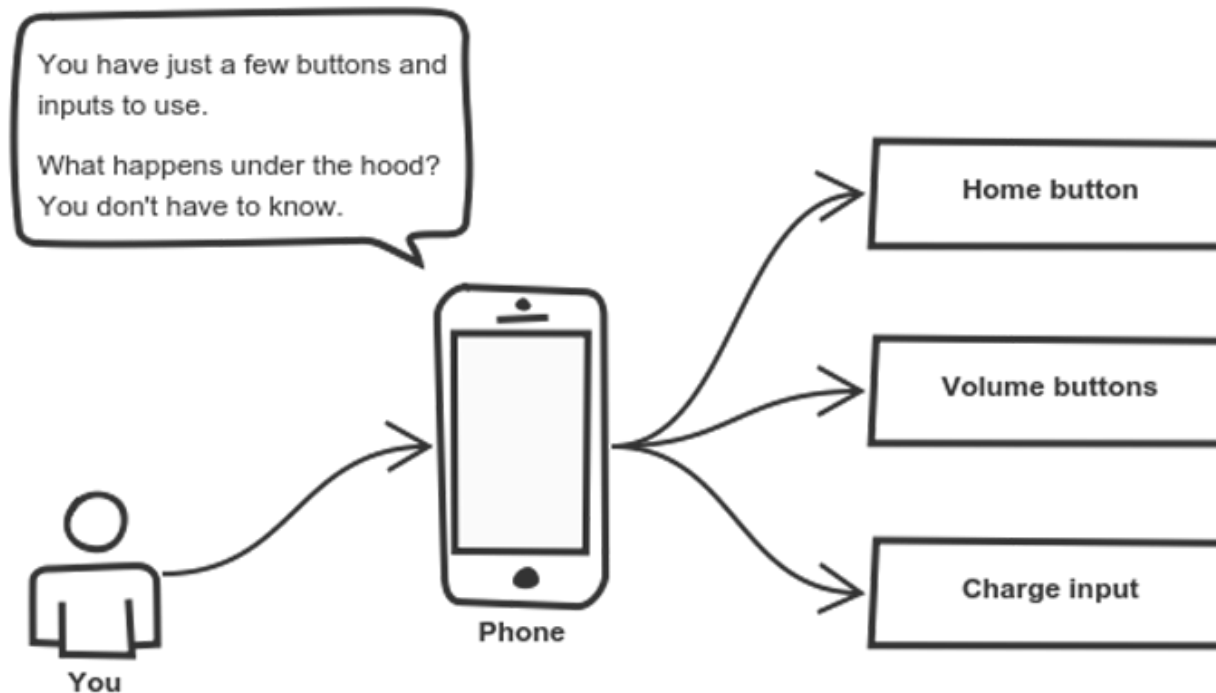 You have just a few buttons and
inputs to use.
What happens under the hood?
You don't have to know.
Home button
Volume buttons
Charge input
Phone
You